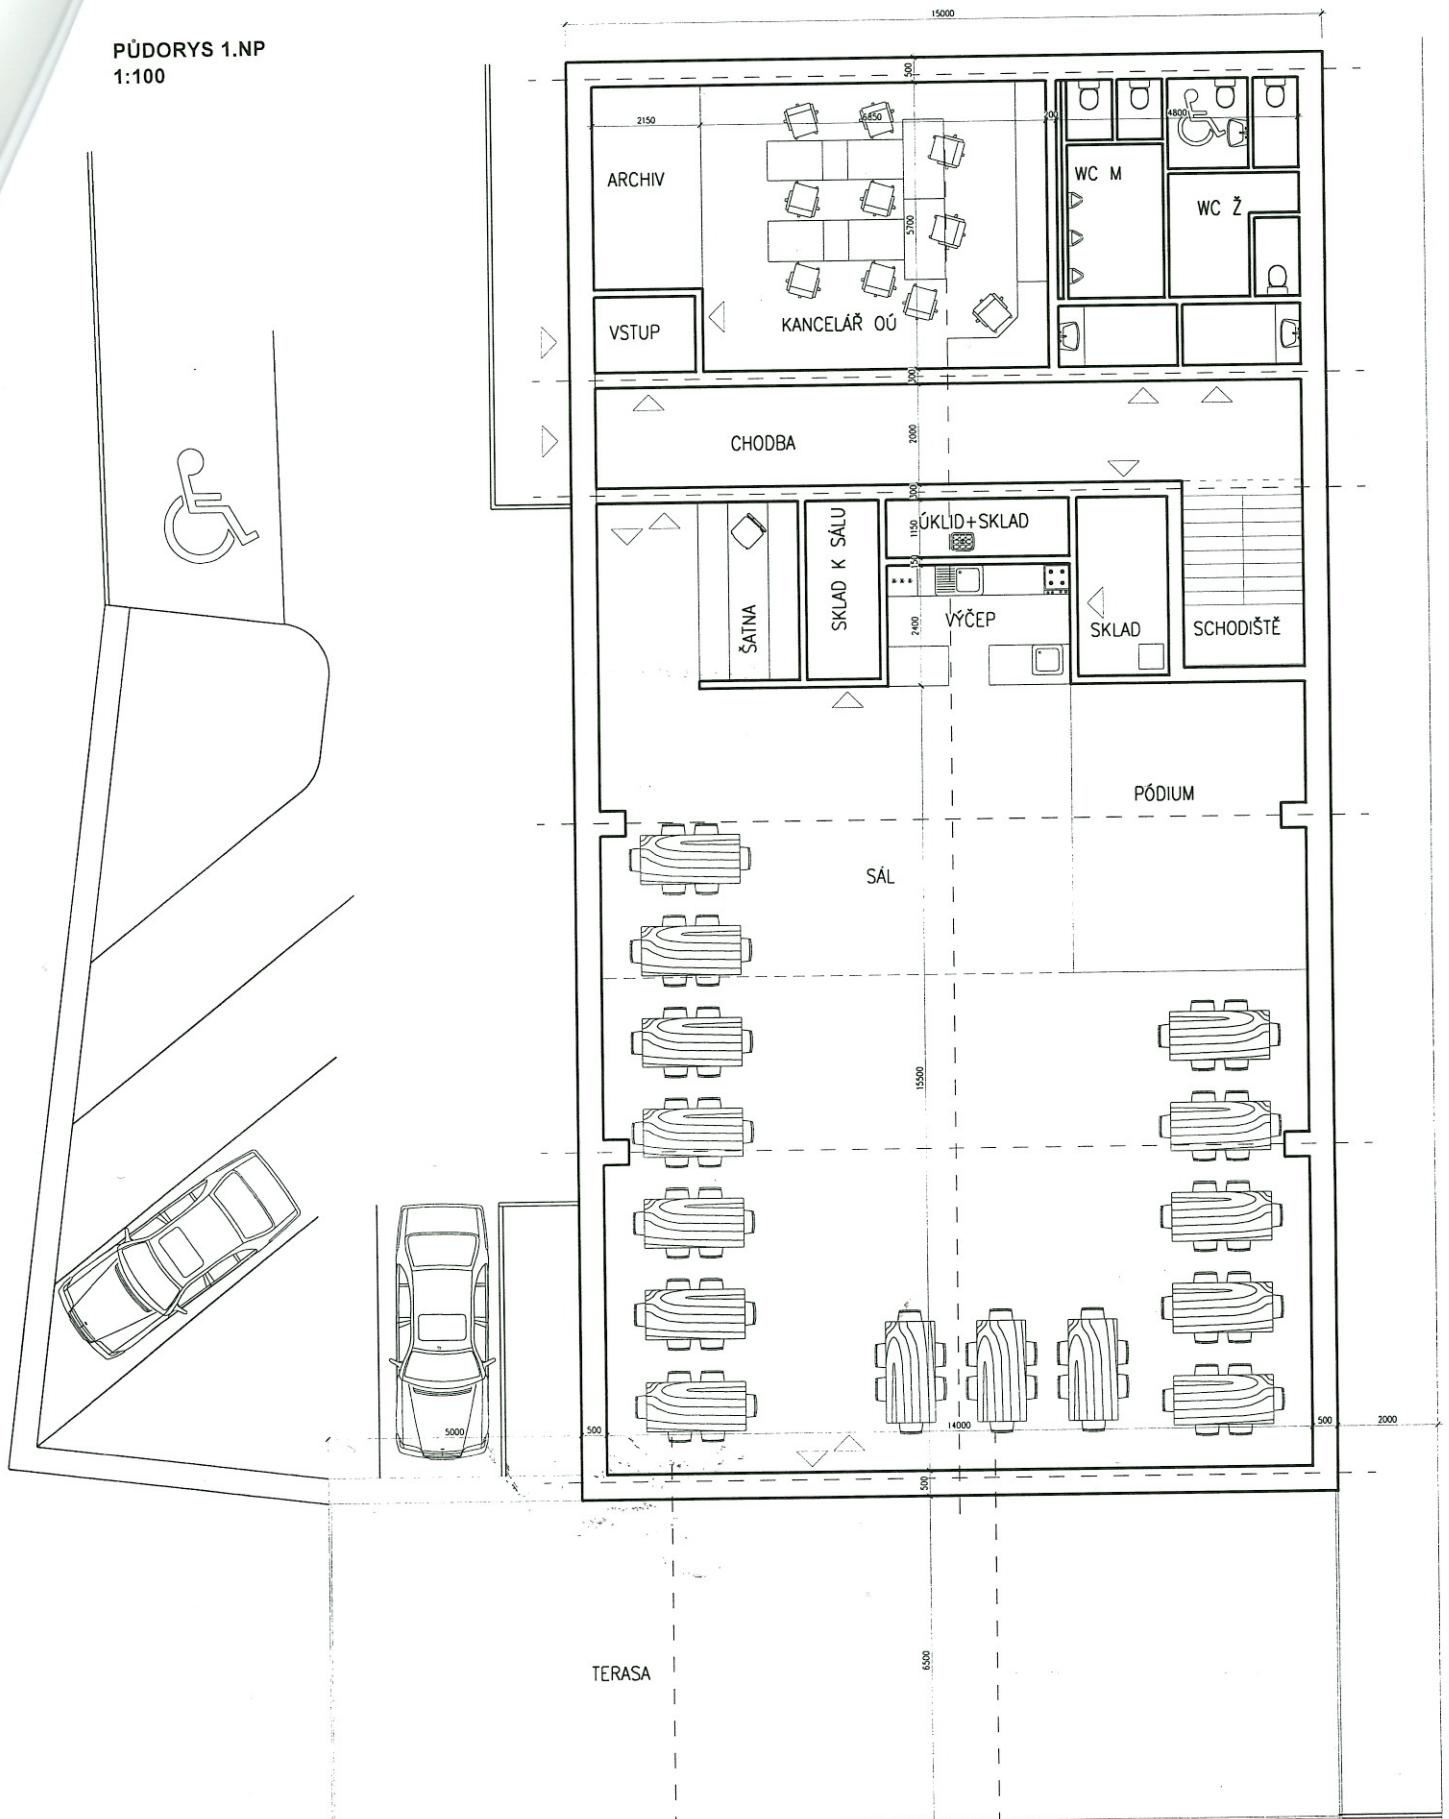 PŮDORYS 1.NP
1:100
15000
500
2150
6850
200
4800
ARCHIV
WC M
WC Ž
5700
VSTUP
KANCELÁŘ OÚ
300
CHODBA
2000
300
ÚKLID+SKLAD
1150
SKLAD K SÁLU
150
ŠATNA
VÝČEP
2400
SKLAD
SCHODIŠTĚ
PÓDIUM
SÁL
15500
5000
500
14000
500
2000
500
TERASA
6500